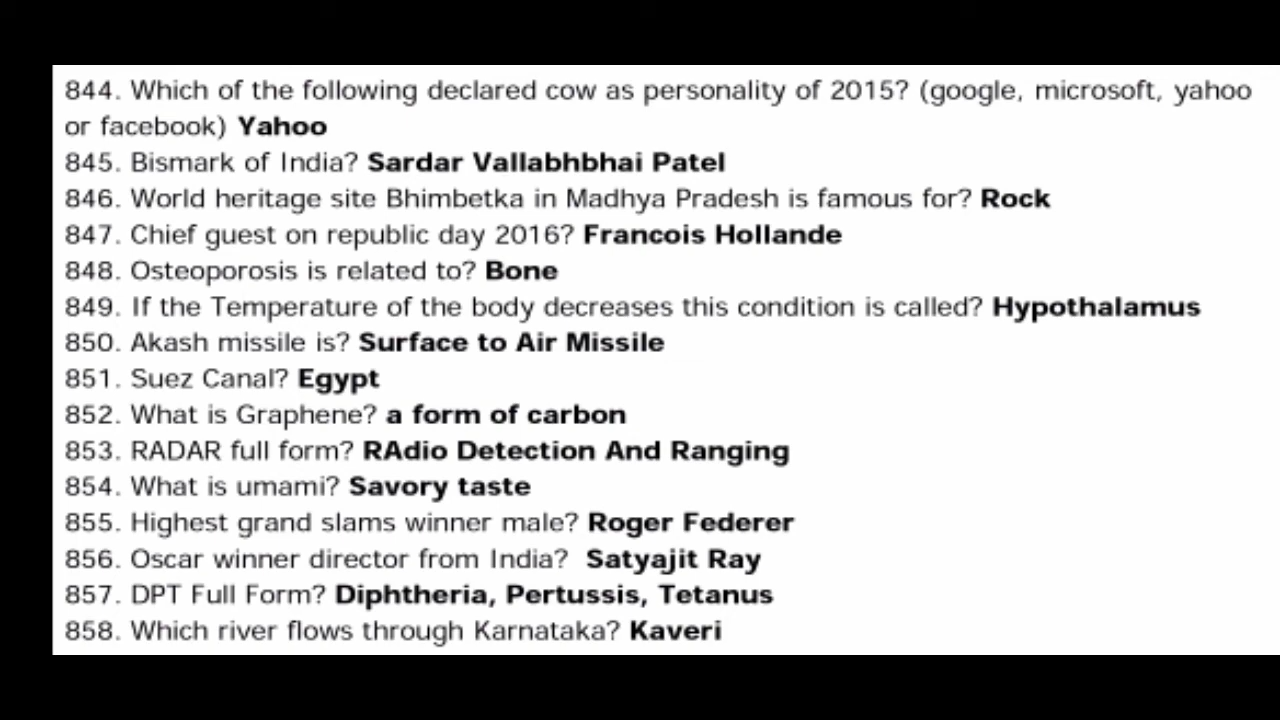 844. Which of the following declared cow as personality of 2015? (google, microsoft, yahoo
or facebook) Yahoo
845. Bismark of India? Sardar Vallabhbhai Patel
846. World heritage site Bhimbetka in Madhya Pradesh is famous for? Rock
847. Chief guest on republic day 2016? Francois Hollande
848. Osteoporosis is related to? Bone
849. If the Temperature of the body decreases this condition is called? Hypothalamus
850. Akash missile is? Surface to Air Missile
851. Suez Canal? Egypt
852. What is Graphene? a form of carbon
853. RADAR full form? RAdio Detection And Ranging
854. What is umami? Savory taste
855. Highest grand slams winner male? Roger Federer
856. Oscar winner director from India?  Satyajit Ray
857. DPT Full Form? Diphtheria, Pertussis, Tetanus
858. Which river flows through Karnataka? Kaveri